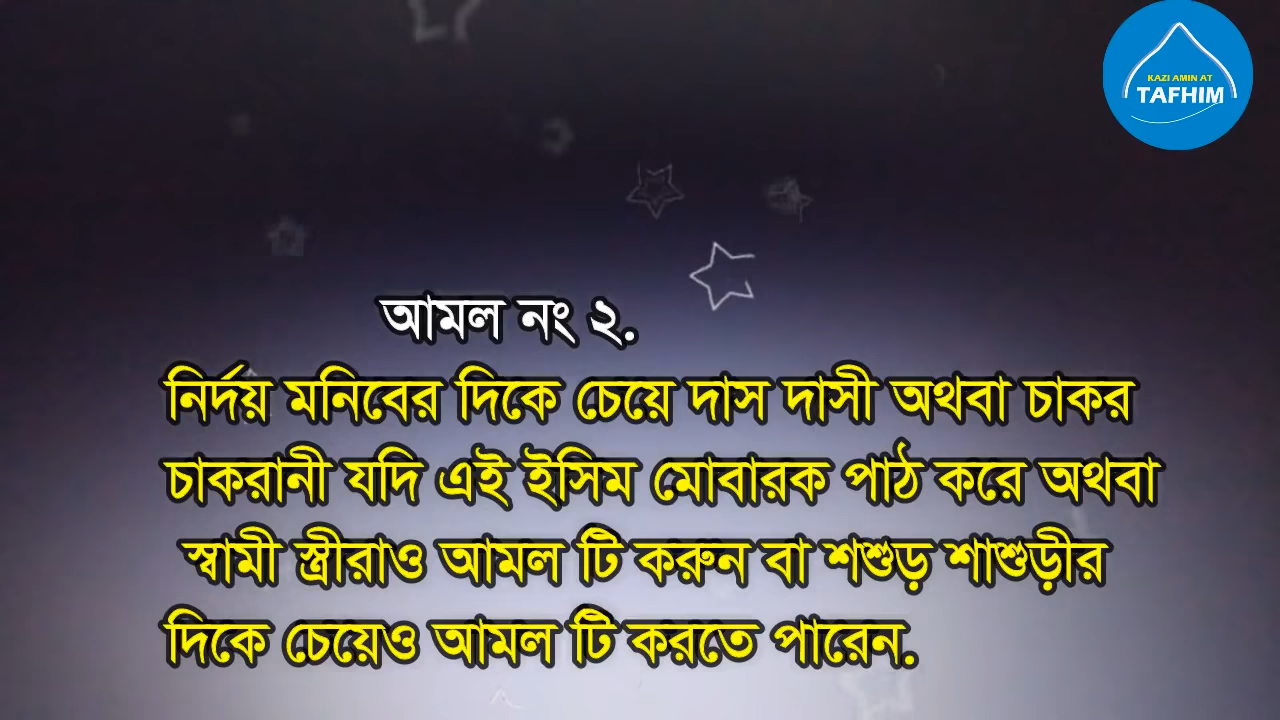 KAZI AMIN AT
TAFHIM
আমল নং ২.
নির্দয় মনিবের দিকে চেয়ে দাস দাসী অথবা চাকর
চাকরানী যদি এই ইসিম মোবারক পাঠ করে অথবা
স্বামী স্ত্রীরাও আমল টি করুন বা শশুড় শাশুড়ীর
দিকে চেয়েও আমল টি করতে পারেন.